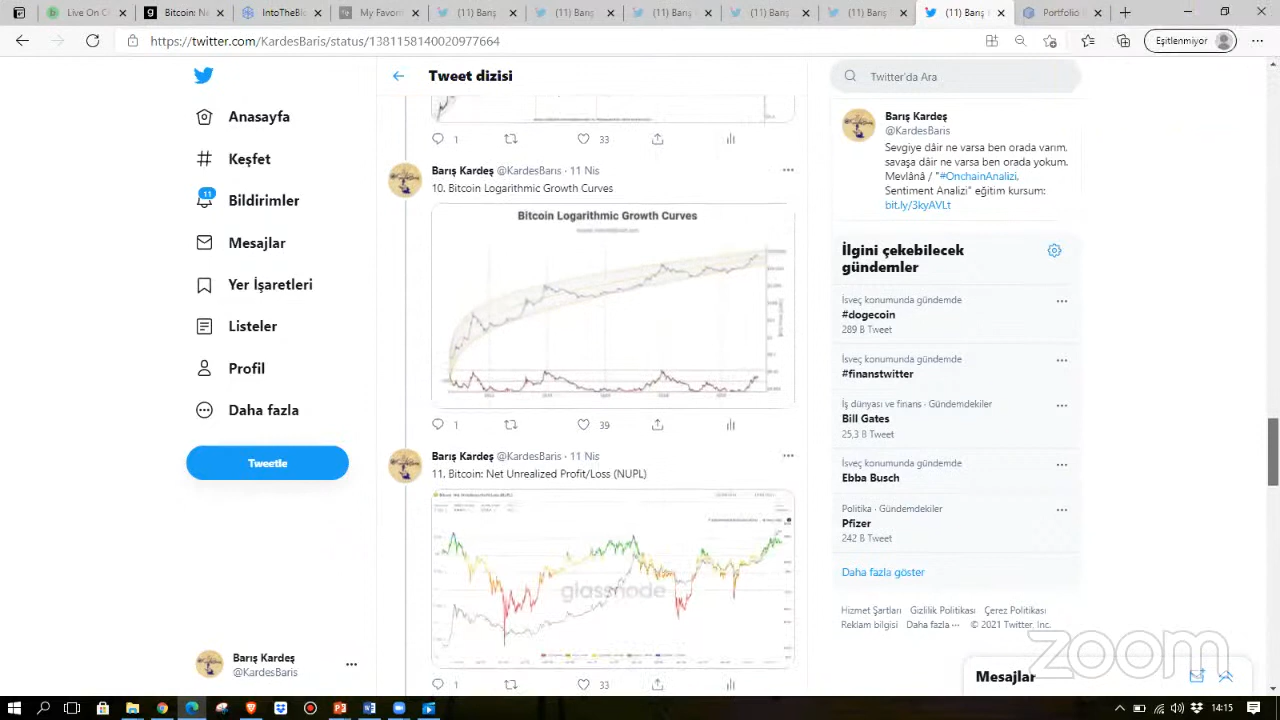 Live On C
Bitcoin: N
IntoTheBl
My Favori
(11) Barış
(11) Barış
(11) Barış
(11) Barış
(11) Barış
(11) Barış
Portfolio
https://twitter.com/KardesBaris/status/1381158140020977664
Eşitlenmiyor
Anasayfa
Keşfet
11
Bildirimler
Mesajlar
Yer İşaretleri
Listeler
Profil
Daha fazla
Tweetle
Barış Kardeş
@KardesBaris
Tweet dizisi
1 33
Barış Kardeş @KardesBaris · 11 Nis
10. Bitcoin Logarithmic Growth Curves
Bitcoin Logarithmic Growth Curves
1 39
Barış Kardeş @KardesBaris · 11 Nis
11. Bitcoin: Net Unrealized Profit/Loss (NUPL)
glassnode
1 33
Twitter'da Ara
Barış Kardeş
@KardesBaris
Sevgiye dâir ne varsa ben orada varım,
savaşa dâir ne varsa ben orada yokum.
Mevlânâ / "#OnchainAnalizi,
Sentiment Analizi" eğitim kursum:
bit.ly/3kyAVLt
İlgini çekebilecek
gündemler
İsveç konumunda gündemde
#dogecoin
289 B Tweet
İsveç konumunda gündemde
#finanstwitter
İş dünyası ve finans · Gündemdekiler
Bill Gates
25,3 B Tweet
İsveç konumunda gündemde
Ebba Busch
Politika · Gündemdekiler
Pfizer
242 B Tweet
Daha fazla göster
Hizmet Şartları Gizlilik Politikası Çerez Politikası
Reklam bilgisi Daha fazla ··· © 2021 Twitter, Inc.
zoom
Mesajlar
14:15